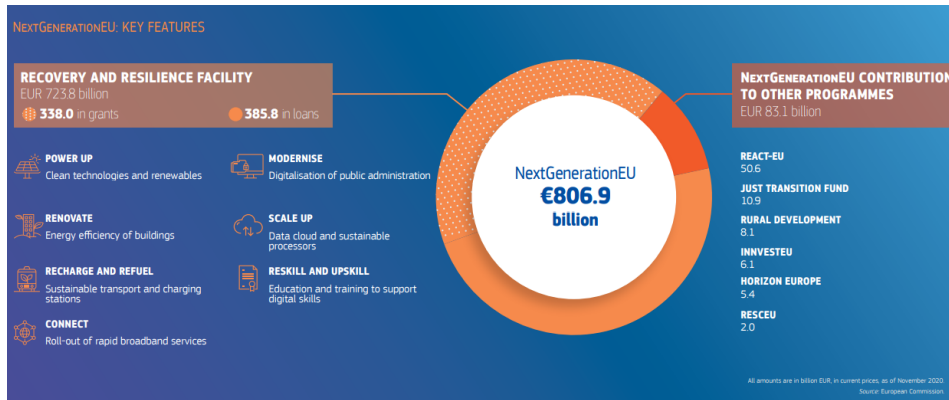 NEXTGENERATIONEU: KEY FEATURES
RECOVERY AND RESILIENCE FACILITY
EUR 723.8 billion
338.0 in grants
385.8 in loans
POWER UP
Clean technologies and renewables
RENOVATE
Energy efficiency of buildings
RECHARGE AND REFUEL
Sustainable transport and charging
stations
CONNECT
Roll-out of rapid broadband services
MODERNISE
Digitalisation of public administration
SCALE UP
Data cloud and sustainable
processors
RESKILL AND UPSKILL
Education and training to support
digital skills
NextGenerationEU
€806.9
billion
NEXTGENERATIONEU CONTRIBUTION
TO OTHER PROGRAMMES
EUR 83.1 billion
REACT-EU
50.6
JUST TRANSITION FUND
10.9
RURAL DEVELOPMENT
8.1
INNVESTEU
6.1
HORIZON EUROPE
5.4
RESCEU
2.0
All amounts are in billion EUR, in current prices, as of November 2020.
Source: European Commission